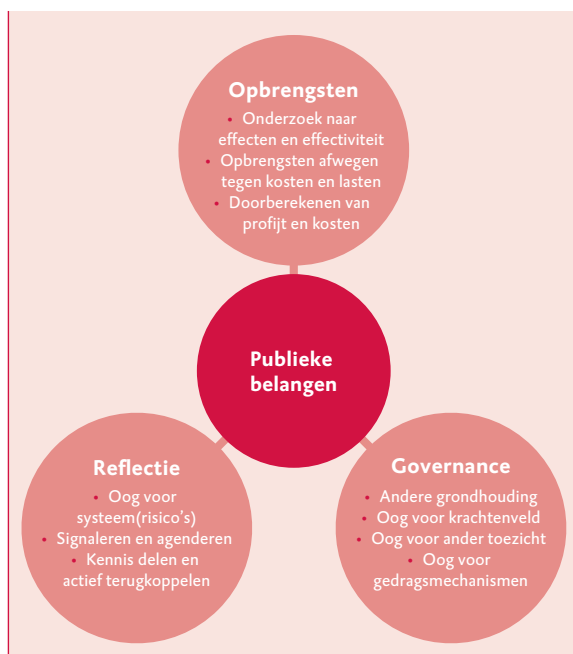 Opbrengsten
• Onderzoek naar
effecten en effectiviteit
• Opbrengsten afwegen
tegen kosten en lasten
• Doorberekenen van
profijt en kosten
Publieke
belangen
Reflectie
• Oog voor
systeem(risico's)
• Signaleren en agenderen
• Kennis delen en
actief terugkoppelen
Governance
• Andere grondhouding
• Oog voor krachtenveld
• Oog voor ander toezicht
• Oog voor
gedragsmechanismen